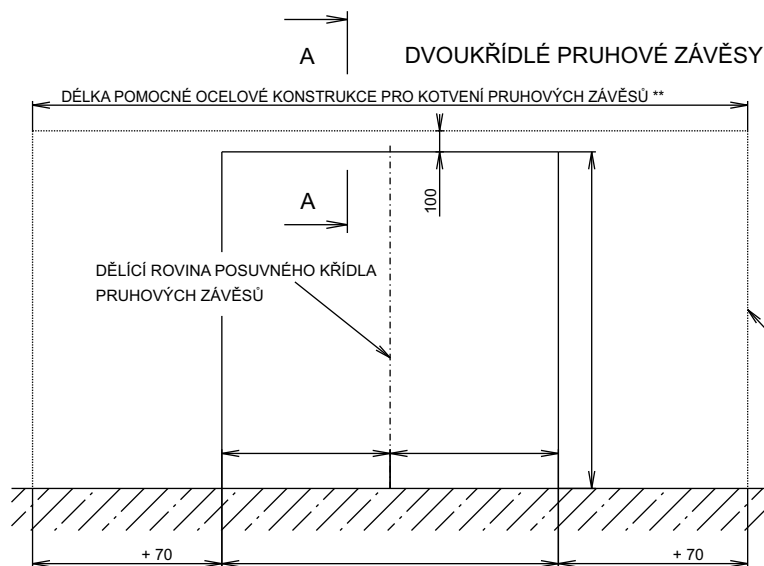 A
DVOUKŘÍDLÉ PRUHOVÉ ZÁVĚSY
DÉLKA POMOCNÉ OCELOVÉ KONSTRUKCE PRO KOTVENÍ PRUHOVÝCH ZÁVĚSŮ **
A
100
DĚLÍCÍ ROVINA POSUVNÉHO KŘÍDLA
PRUHOVÝCH ZÁVĚSŮ
+ 70
+ 70